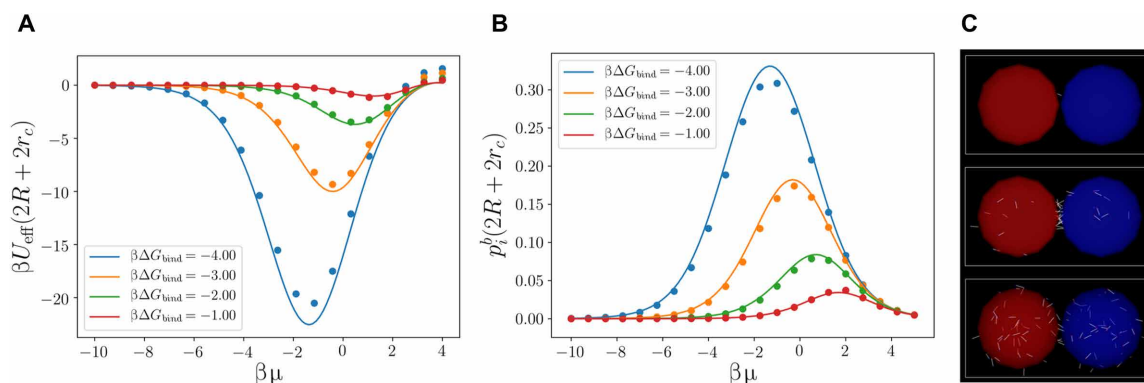 A
B
C
βU_eff(2R + 2r_c)
0
−5
−10
−15
−20
βΔG_bind = −4.00
βΔG_bind = −3.00
βΔG_bind = −2.00
βΔG_bind = −1.00
−10
−8
−6
−4
−2
0
2
4
βμ
p_i^b(2R + 2r_c)
0.30
0.25
0.20
0.15
0.10
0.05
0.00
βΔG_bind = −4.00
βΔG_bind = −3.00
βΔG_bind = −2.00
βΔG_bind = −1.00
−10
−8
−6
−4
−2
0
2
4
βμ